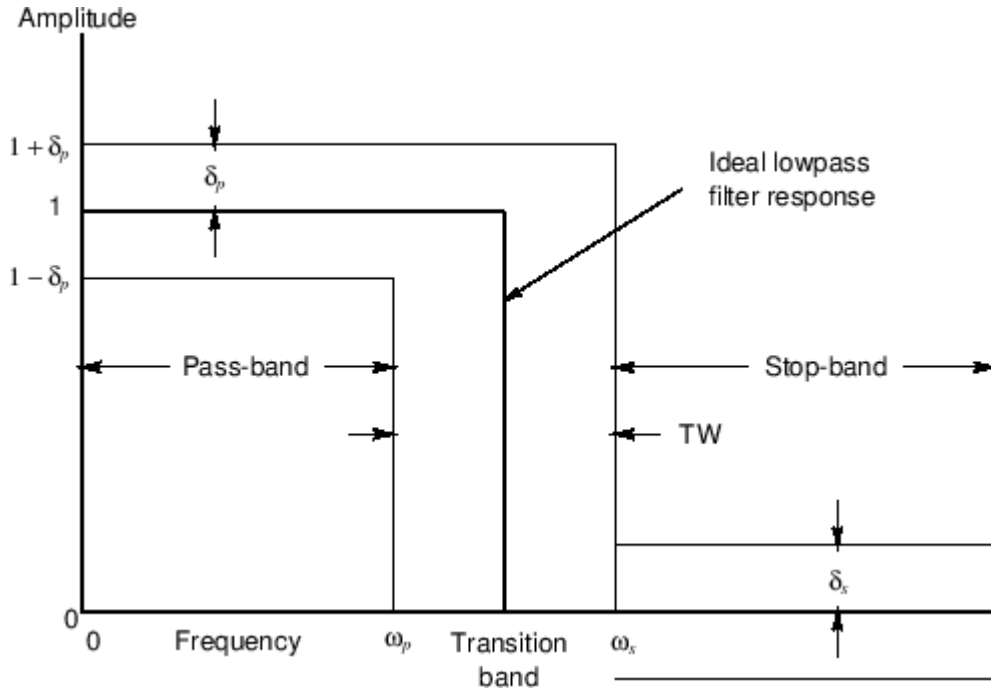 Amplitude
1 + δₚ
δₚ
1
1 − δₚ
Ideal lowpass
filter response
Pass-band
Stop-band
TW
δₛ
0
0
Frequency
ωₚ
Transition
band
ωₛ